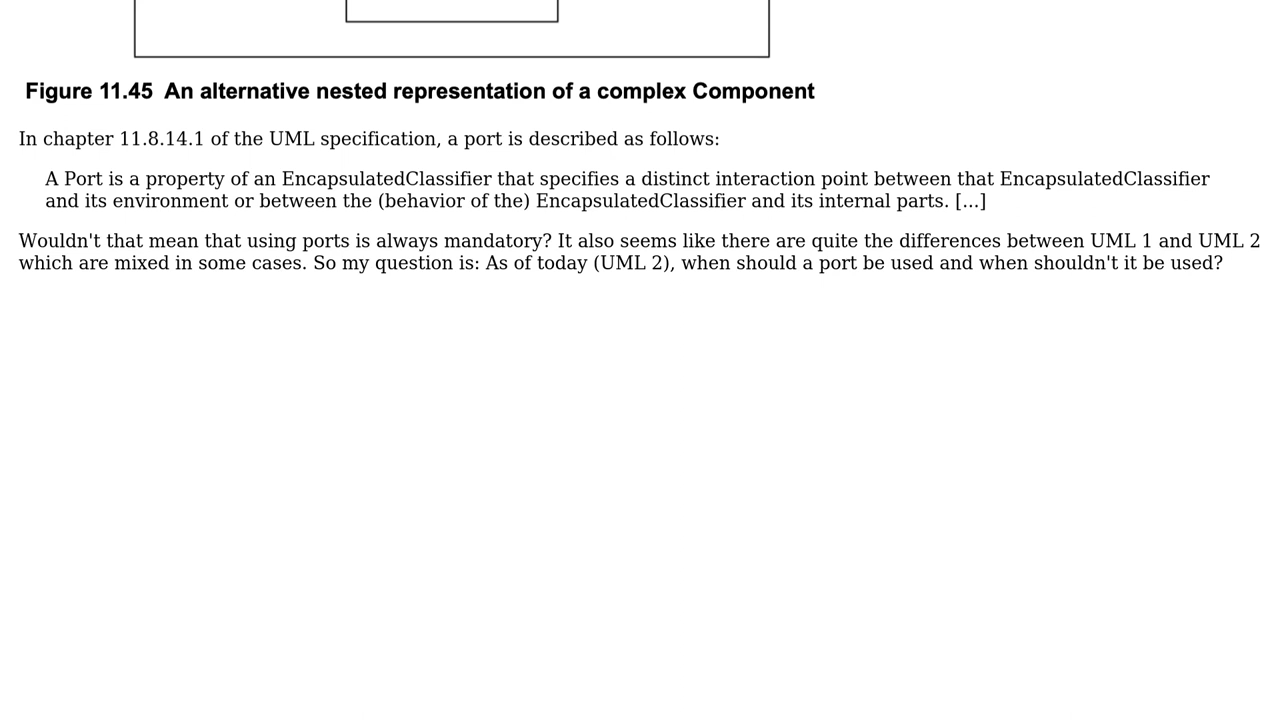 Figure 11.45 An alternative nested representation of a complex Component
In chapter 11.8.14.1 of the UML specification, a port is described as follows:
A Port is a property of an EncapsulatedClassifier that specifies a distinct interaction point between that EncapsulatedClassifier
and its environment or between the (behavior of the) EncapsulatedClassifier and its internal parts. [...]
Wouldn't that mean that using ports is always mandatory? It also seems like there are quite the differences between UML 1 and UML 2
which are mixed in some cases. So my question is: As of today (UML 2), when should a port be used and when shouldn't it be used?